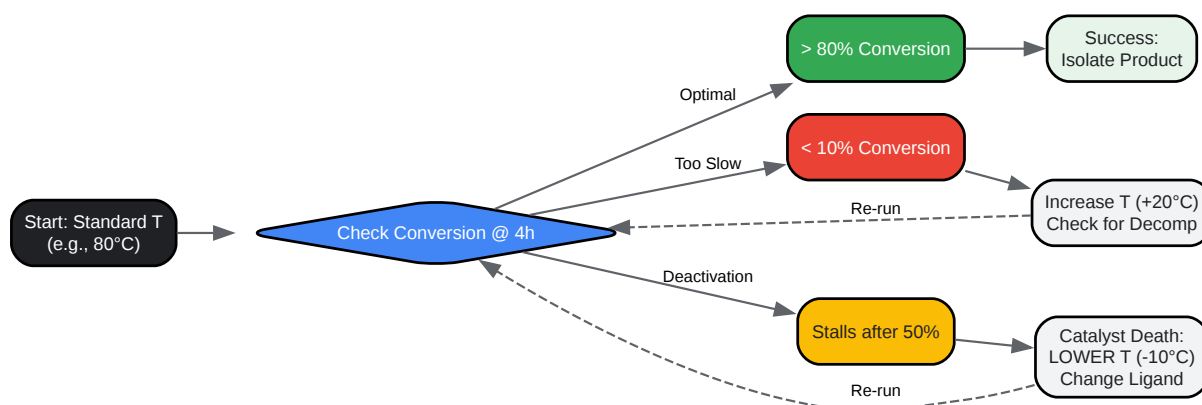 Start: Standard T
(e.g., 80°C)
Check Conversion @ 4h
Optimal
> 80% Conversion
Success:
Isolate Product
Too Slow
< 10% Conversion
Increase T (+20°C)
Check for Decomp
Re-run
Deactivation
Stalls after 50%
Catalyst Death:
LOWER T (-10°C)
Change Ligand
Re-run